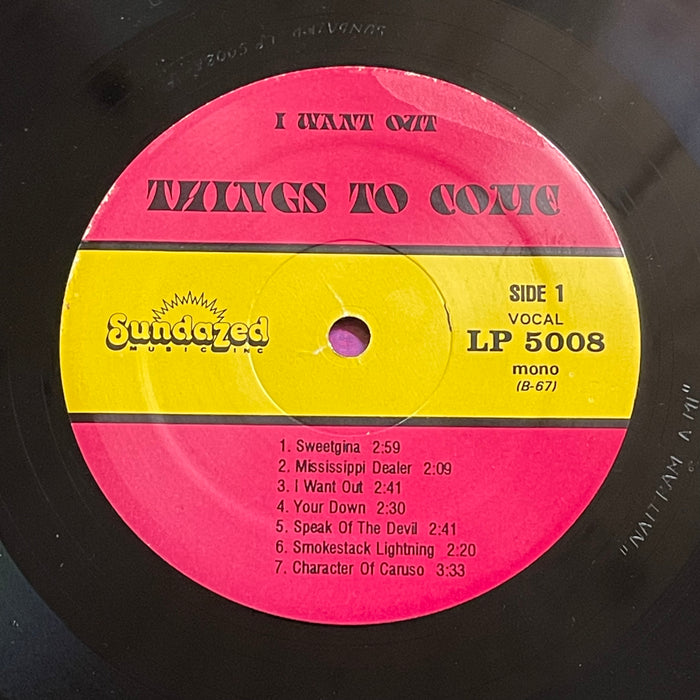 I WANT OUT
THINGS TO COME
Sundazed
MUSIC, INC
SIDE 1
VOCAL
LP 5008
mono
(B-67)
1. Sweetgina 2:59
2. Mississippi Dealer 2:09
3. I Want Out 2:41
4. Your Down 2:30
5. Speak Of The Devil 2:41
6. Smokestack Lightning 2:20
7. Character Of Caruso 3:33